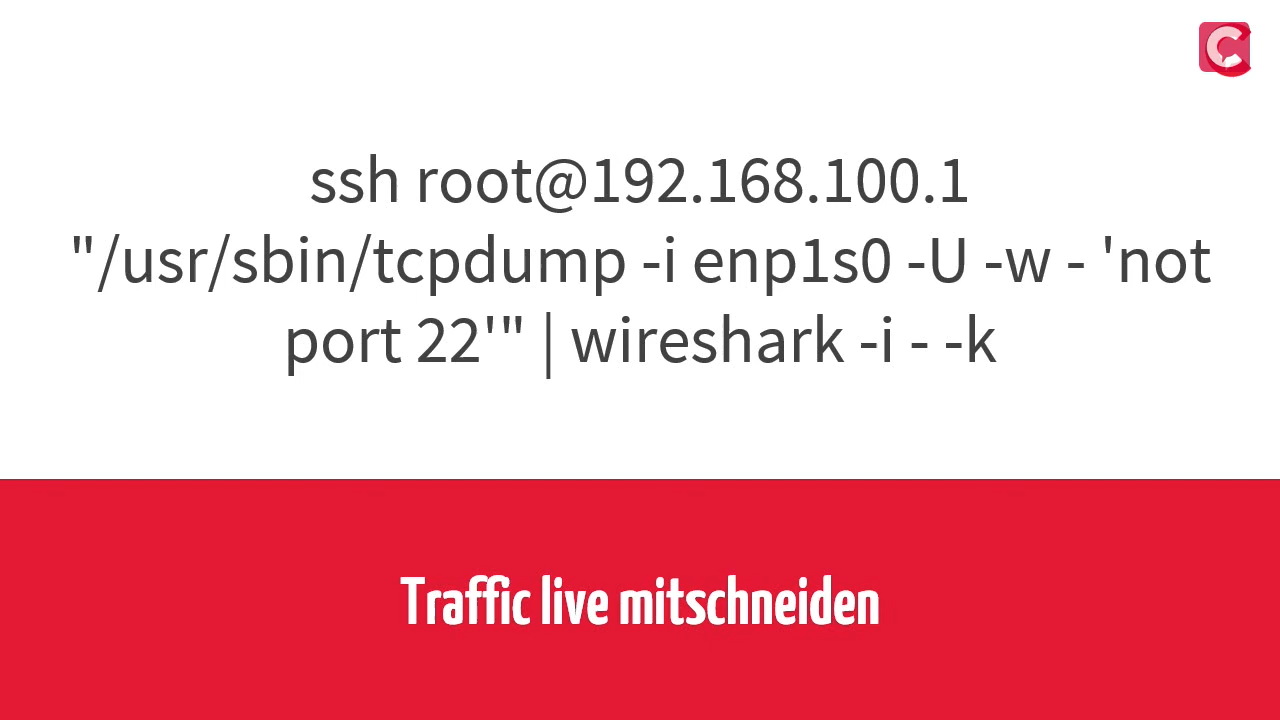 ssh root@192.168.100.1
"/usr/sbin/tcpdump -i enp1s0 -U -w - 'not
port 22'" | wireshark -i - -k
Traffic live mitschneiden